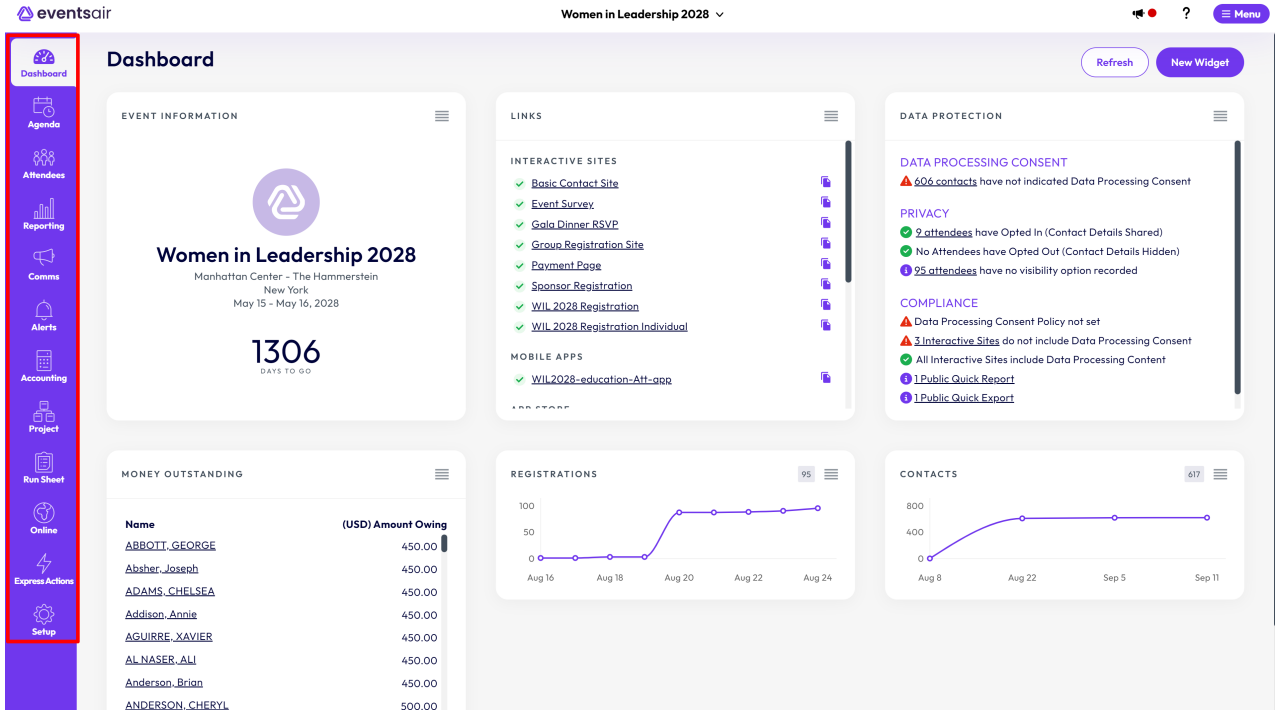 eventsair
Women in Leadership 2028
?
Menu
Dashboard
Agenda
Attendees
Reporting
Comms
Alerts
Accounting
Project
Run Sheet
Online
Express Actions
Setup
Dashboard
Refresh
New Widget
EVENT INFORMATION
Women in Leadership 2028
Manhattan Center - The Hammerstein
New York
May 15 - May 16, 2028
1306
DAYS TO GO
LINKS
INTERACTIVE SITES
Basic Contact Site
Event Survey
Gala Dinner RSVP
Group Registration Site
Payment Page
Sponsor Registration
WIL 2028 Registration
WIL 2028 Registration Individual
MOBILE APPS
WIL2028-education-Att-app
APP STORE
DATA PROTECTION
DATA PROCESSING CONSENT
606 contacts have not indicated Data Processing Consent
PRIVACY
9 attendees have Opted In (Contact Details Shared)
No Attendees have Opted Out (Contact Details Hidden)
95 attendees have no visibility option recorded
COMPLIANCE
Data Processing Consent Policy not set
3 Interactive Sites do not include Data Processing Consent
All Interactive Sites include Data Processing Content
1 Public Quick Report
1 Public Quick Export
MONEY OUTSTANDING
Name (USD) Amount Owing
ABBOTT, GEORGE 450.00
Absher, Joseph 450.00
ADAMS, CHELSEA 450.00
Addison, Annie 450.00
AGUIRRE, XAVIER 450.00
AL NASER, ALI 450.00
Anderson, Brian 450.00
ANDERSON, CHERYL 500.00
REGISTRATIONS 95
100
50
0
Aug 16 Aug 18 Aug 20 Aug 22 Aug 24
CONTACTS 617
800
400
0
Aug 8 Aug 22 Sep 5 Sep 11